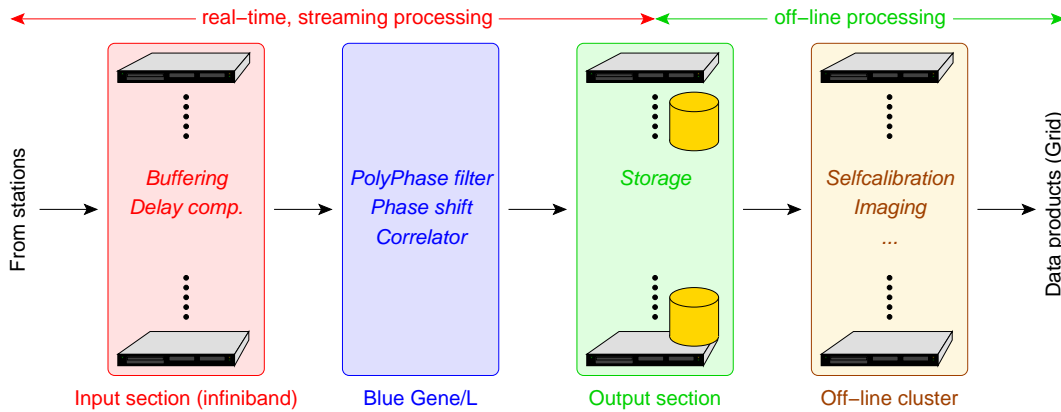 real−time, streaming processing
off−line processing
From stations
Buffering
Delay comp.
PolyPhase filter
Phase shift
Correlator
Storage
Selfcalibration
Imaging
...
Data products (Grid)
Input section (infiniband)
Blue Gene/L
Output section
Off−line cluster